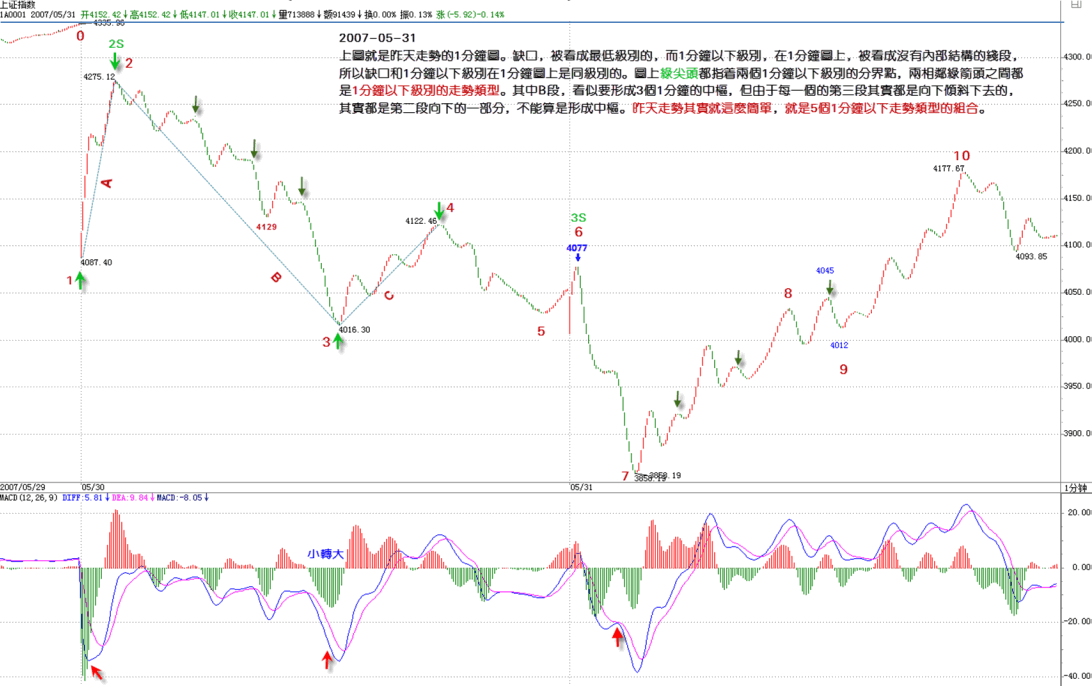 上证指数
1A0001 2007/05/31 开4152.42↓高4152.42↓低4147.01↓收4147.01↓量713888↓额91439↓换0.00% 振0.13% 涨(-5.92)-0.14%
4335.96
0
2S
2
4275.12
2007-05-31
上圖就是昨天走勢的1分鐘圖。缺口，被看成最低級別的，而1分鐘以下級別，在1分鐘圖上，被看成沒有內部結構的綫段，
所以缺口和1分鐘以下級別在1分鐘圖上是同級別的。圖上綠尖頭都指着兩個1分鐘以下級別的分界點，兩相鄰綠箭頭之間都
是1分鐘以下級別的走勢類型。其中B段，看似要形成3個1分鐘的中樞，但由于每一個的第三段其實都是向下傾斜下去的，
其實都是第二段向下的一部分，不能算是形成中樞。昨天走勢其實就這麼簡單，就是5個1分鐘以下走勢類型的組合。
4300.00
4250.00
4200.00
4150.00
4100.00
4050.00
4000.00
3950.00
3900.00
A
4129
4122.46
4
3S
6
4077
10
4177.67
1
4087.40
B
C
4093.85
4045
8
3
4016.30
5
4012
9
7
3858.19
3858.19
2007/05/29
05/30
05/31
1分钟
MACD(12,26,9) DIFF:5.81↓DEA:9.84↓MACD:-8.05↓
小轉大
20.00
0.00
-20.00
-40.00